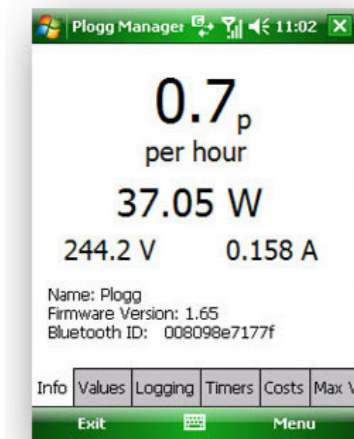 Plogg Manager 11:02
0.7p
per hour
37.05 W
244.2 V 0.158 A
Name: Plogg
Firmware Version: 1.65
Bluetooth ID: 008098e7177f
Info Values Logging Timers Costs Max
Exit Menu